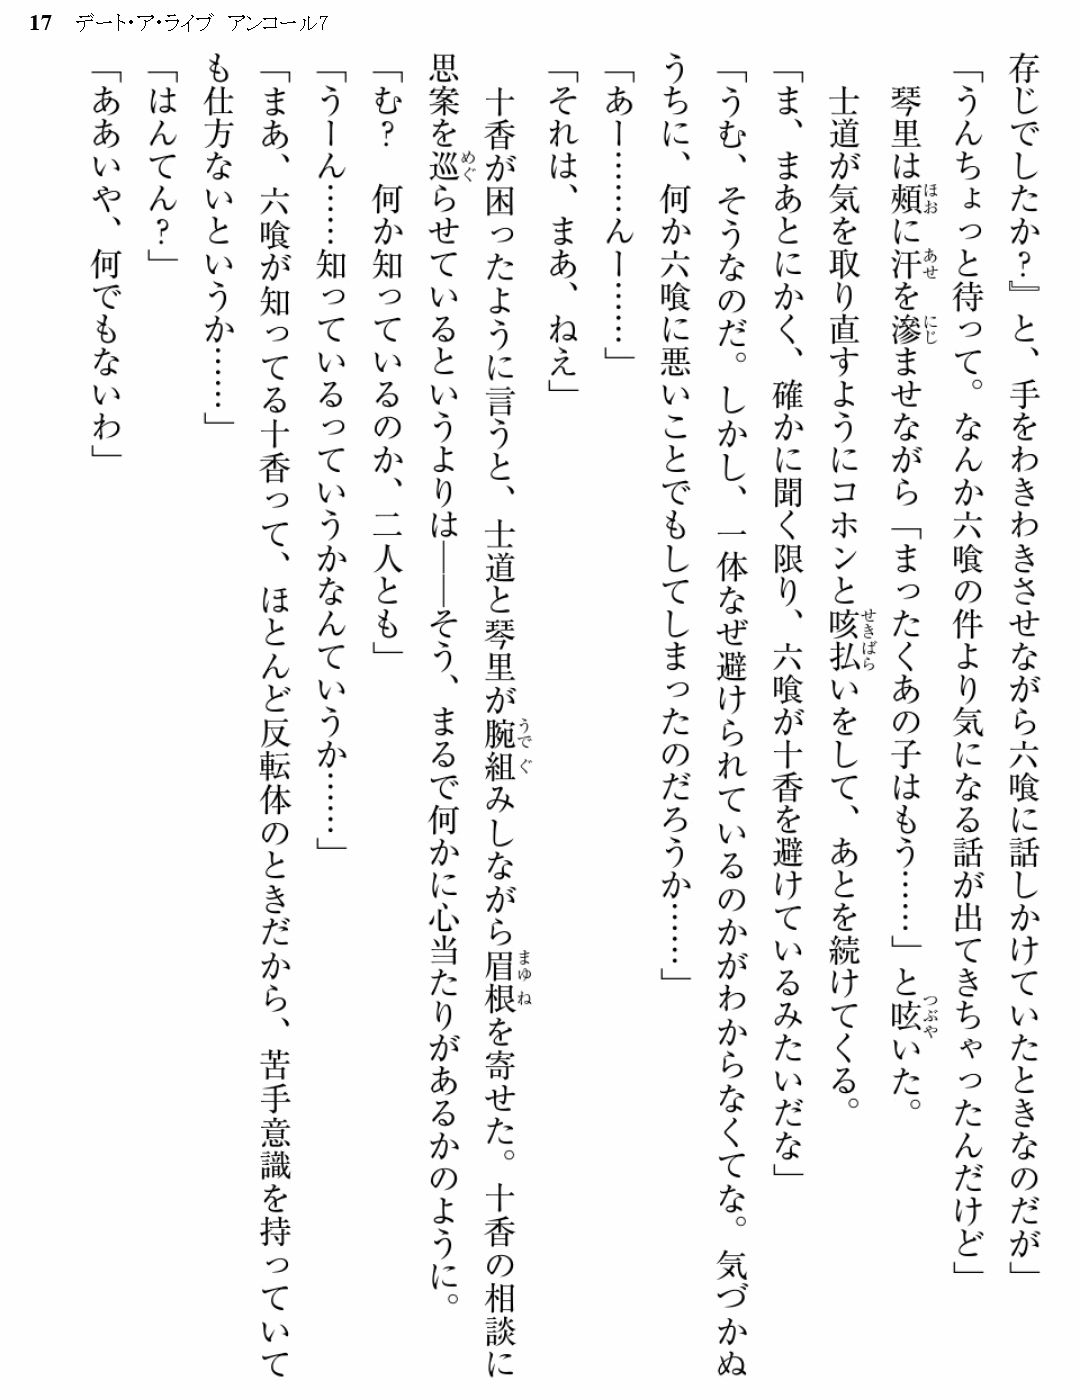 17 デート・ア・ライブ アンコール7
存じでしたか?』と、手をわきわきさせながら六喰に話しかけていたときなのだが」
「うんちょっと待って。なんか六喰の件より気になる話が出てきちゃったんだけど」
琴里は頰に汗を滲ませながら「まったくあの子はもう……」と呟いた。
士道が気を取り直すようにコホンと咳払いをして、あとを続けてくる。
「ま、まあとにかく、確かに聞く限り、六喰が十香を避けているみたいだな」
「うむ、そうなのだ。しかし、一体なぜ避けられているのかがわからなくてな。気づかぬ
うちに、何か六喰に悪いことでもしてしまったのだろうか……」
「あー……んー……」
「それは、まあ、ねえ」
十香が困ったように言うと、士道と琴里が腕組みしながら眉根を寄せた。十香の相談に
思案を巡らせているというよりは——そう、まるで何かに心当たりがあるかのように。
「む? 何か知っているのか、二人とも」
「うーん……知っているっていうかなんていうか……」
「まあ、六喰が知ってる十香って、ほとんど反転体のときだから、苦手意識を持っていて
も仕方ないというか……」
「はんてん?」
「ああいや、何でもないわ」